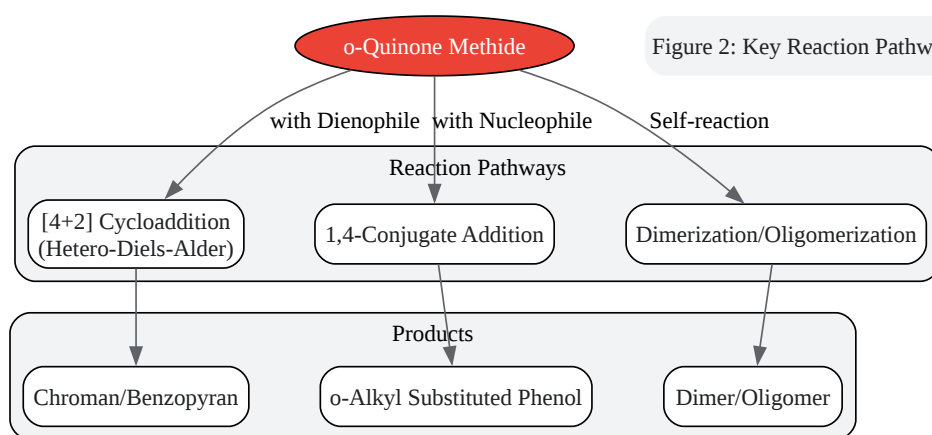 o-Quinone Methide
Figure 2: Key Reaction
with Dienophile
with Nucleophile
Self-reaction
Reaction Pathways
[4+2] Cycloaddition
(Hetero-Diels-Alder)
1,4-Conjugate Addition
Dimerization/Oligomerization
Products
Chroman/Benzopyran
o-Alkyl Substituted Phenol
Dimer/Oligomer